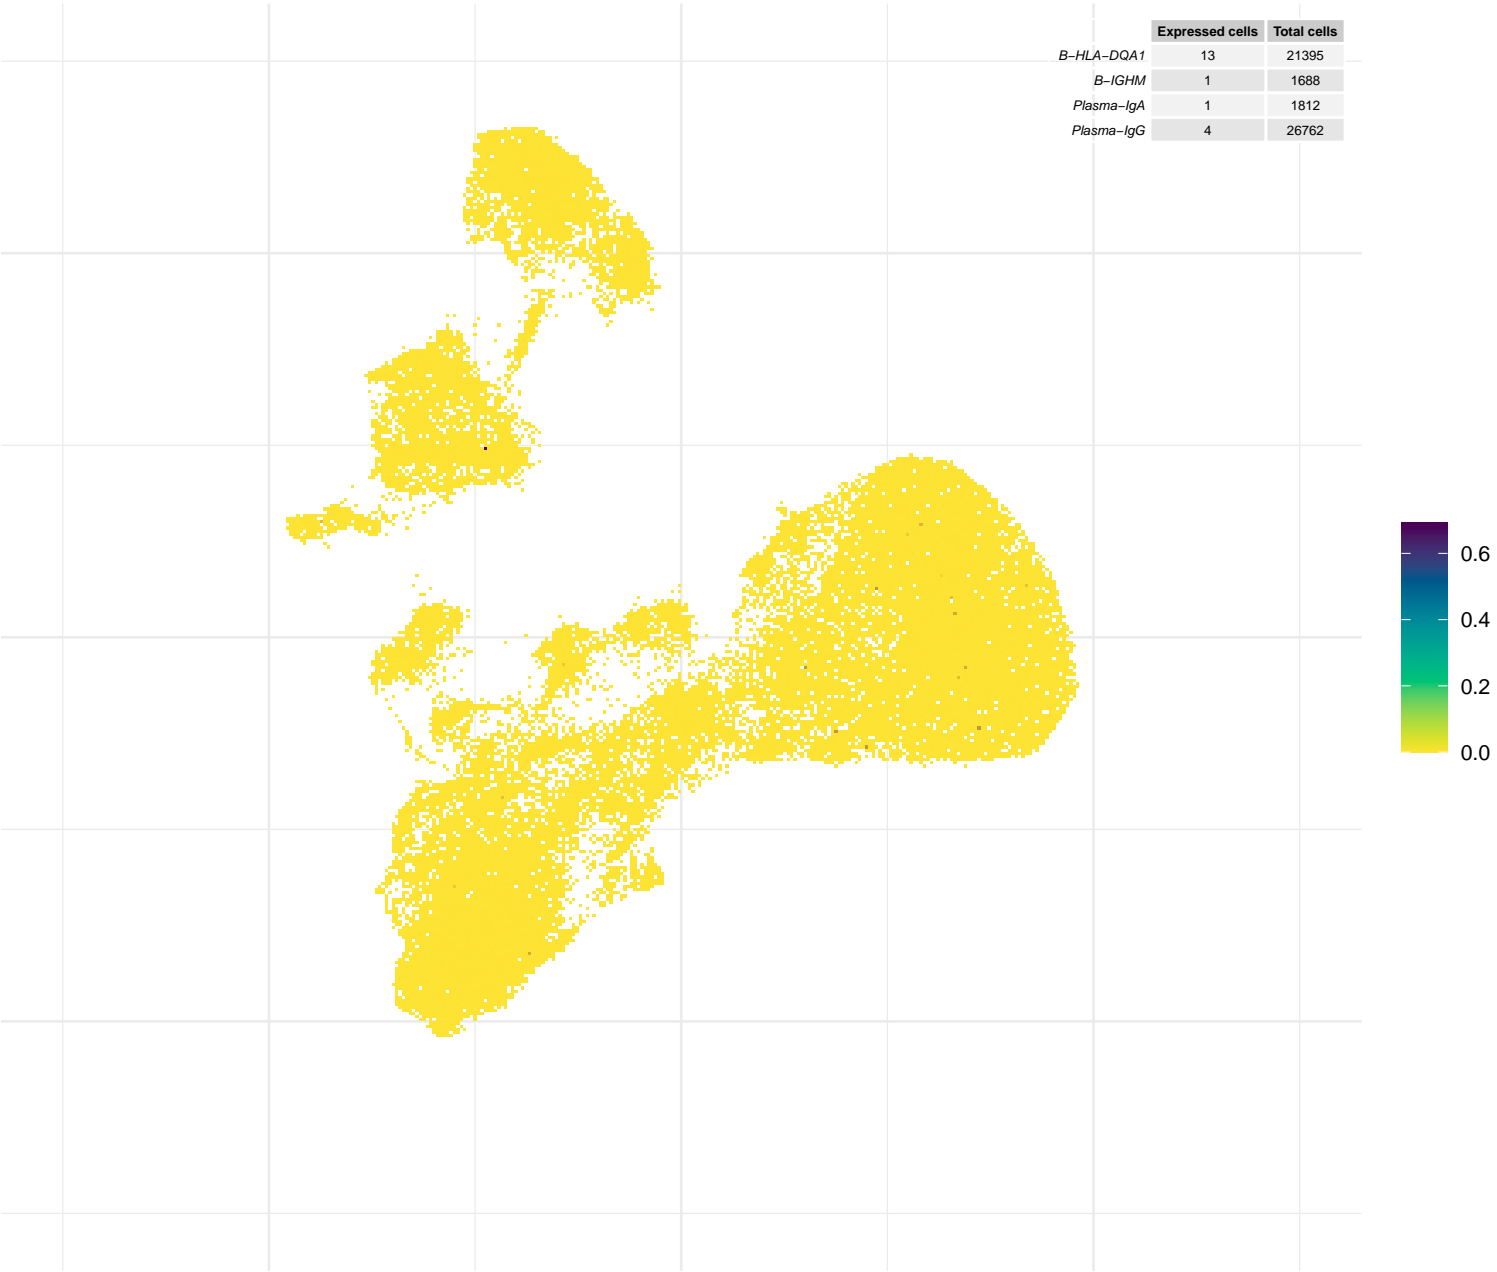 Expressed cells Total cells
B−HLA−DQA1 13 21395
B−IGHM 1 1688
Plasma−IgA 1 1812
Plasma−IgG 4 26762
0.6
0.4
0.2
0.0